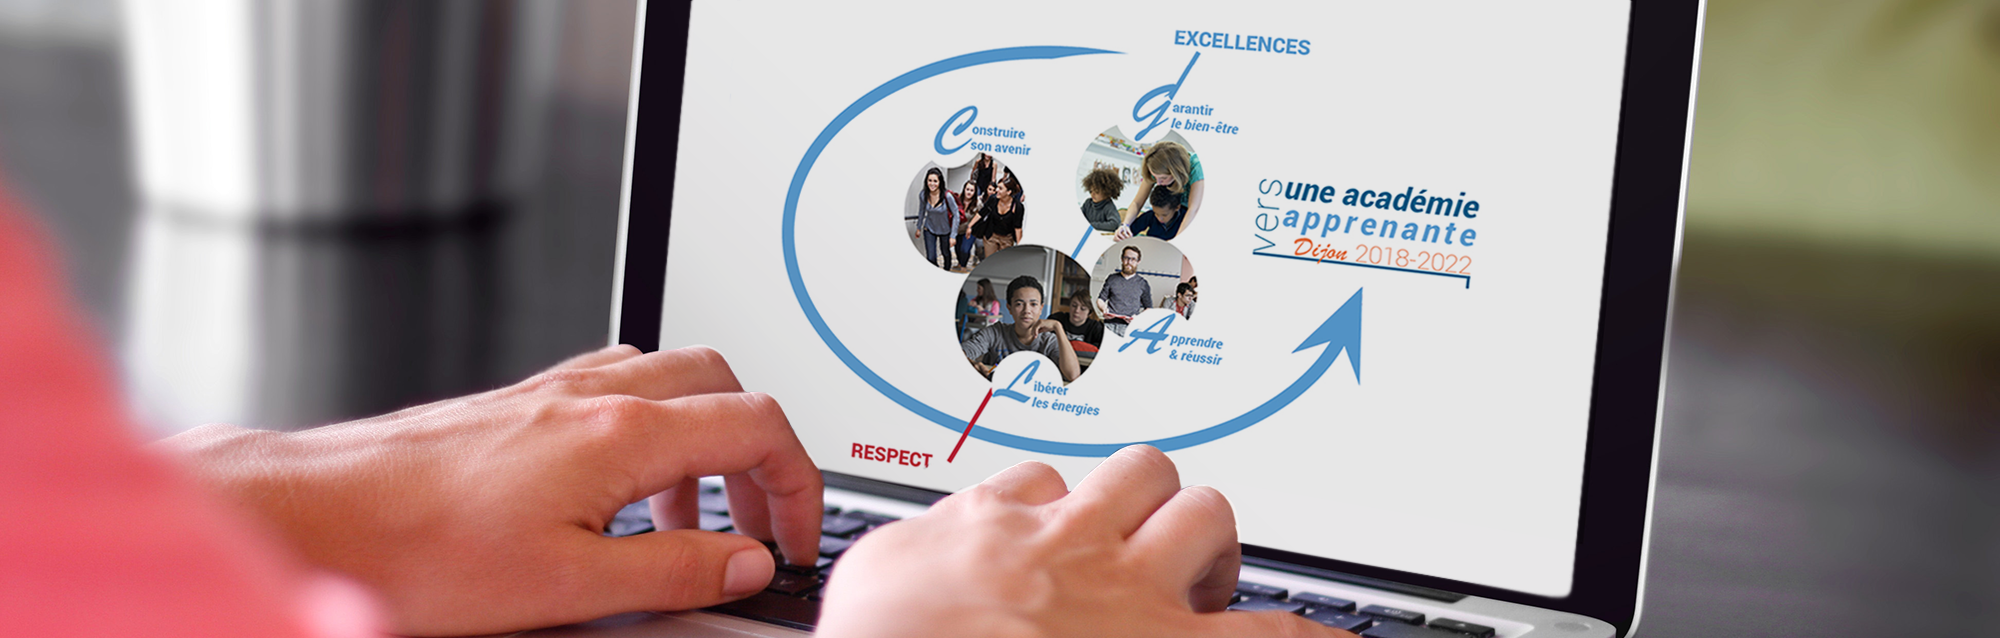 EXCELLENCES
Garantir
le bien-être
Construire
son avenir
vers une académie
apprenante
Dijon 2018-2022
Apprendre
& réussir
Libérer
les énergies
RESPECT